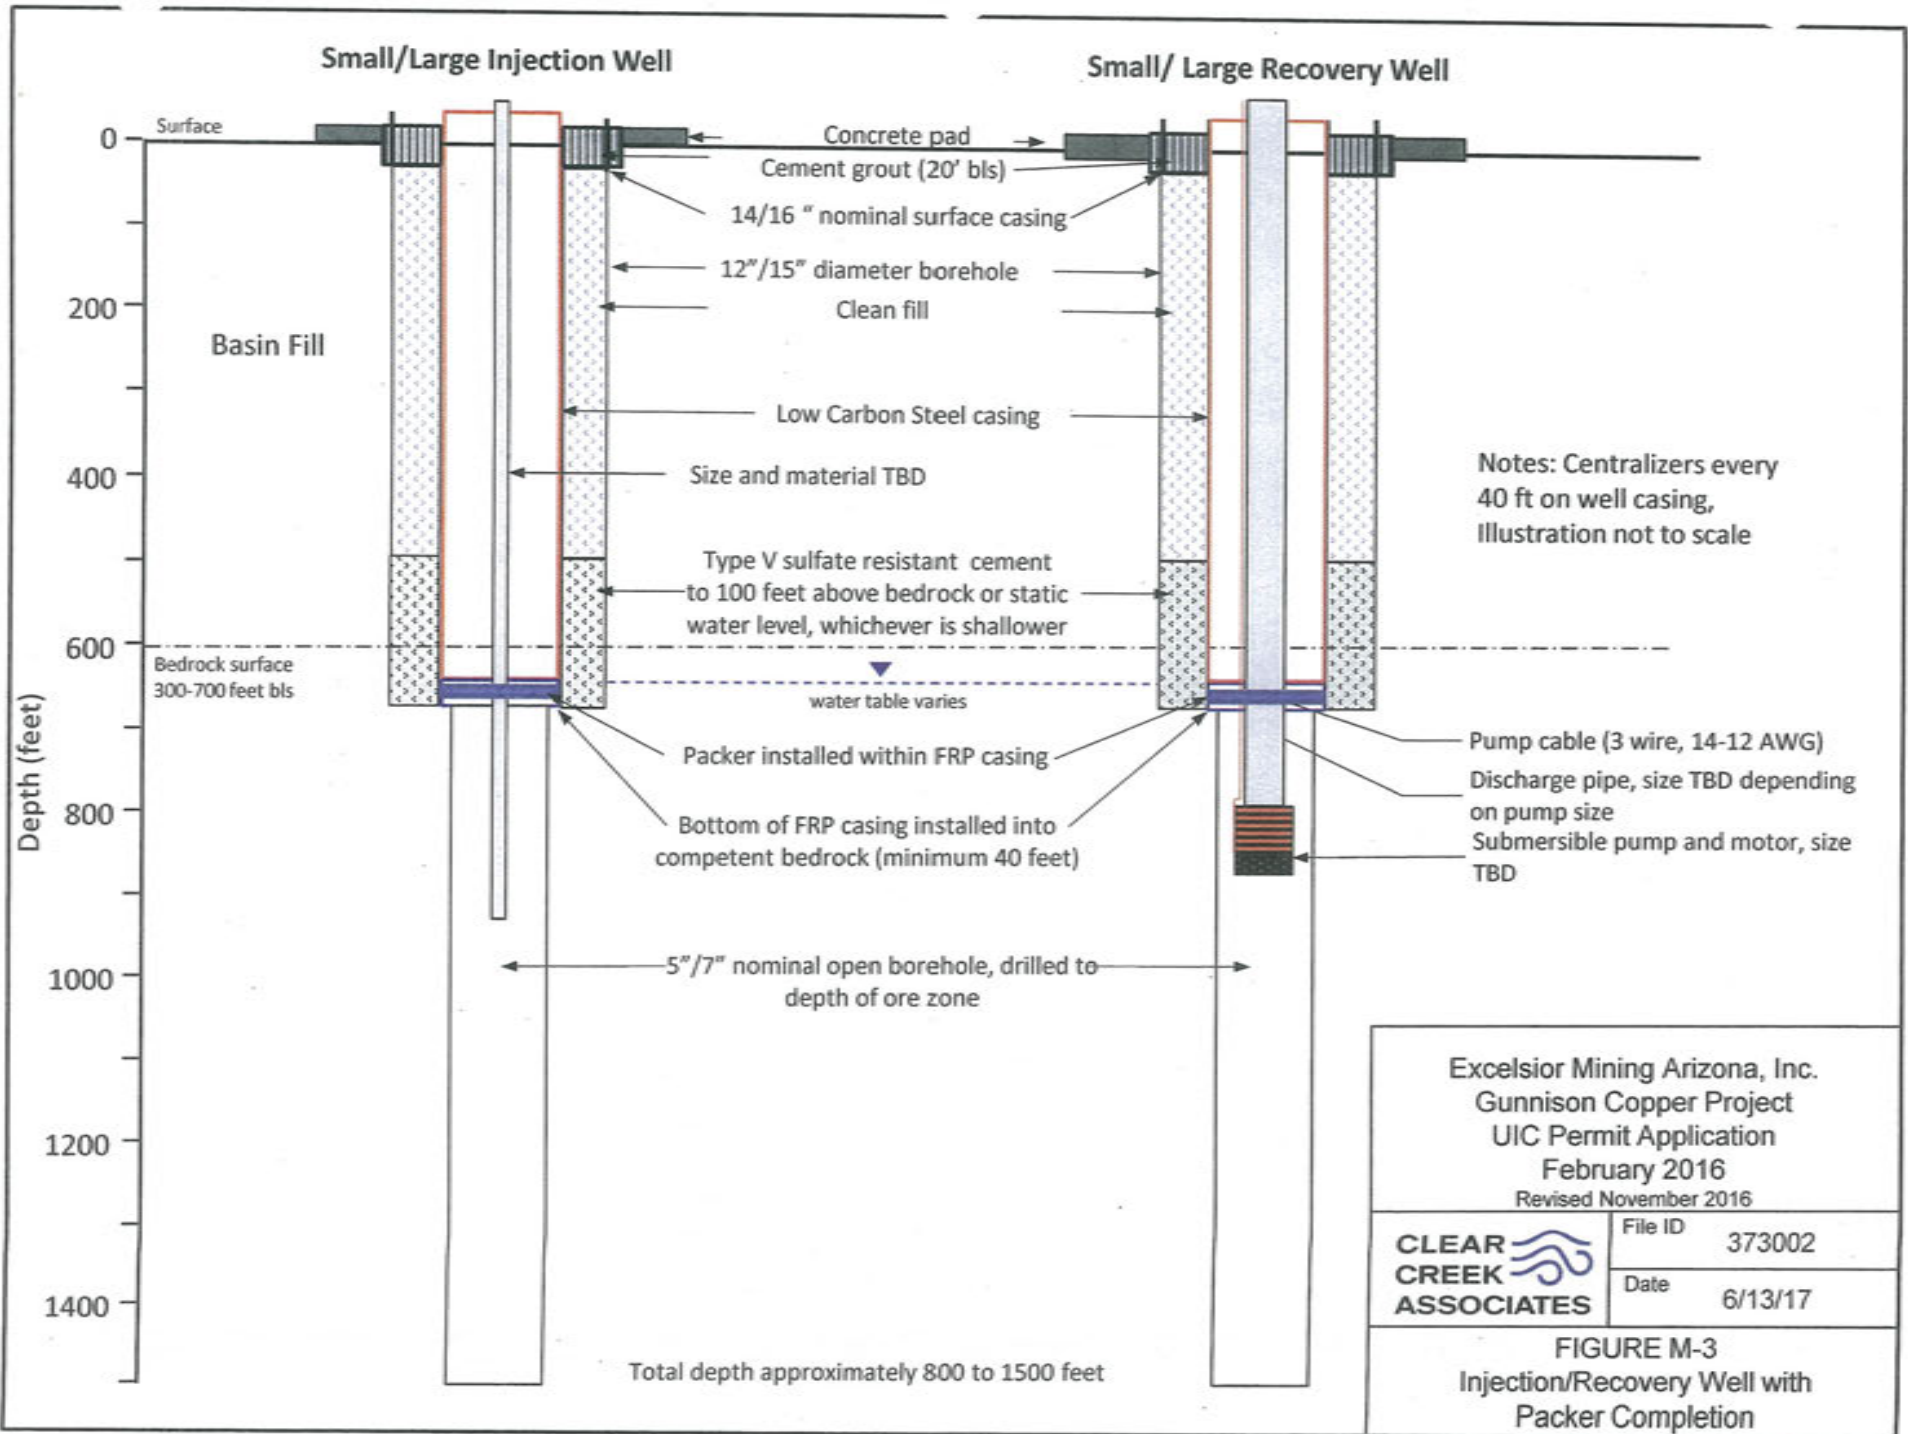 Small/Large Injection Well
Small/ Large Recovery Well
0
Surface
Concrete pad
Cement grout (20' bls)
14/16 “ nominal surface casing
12”/15” diameter borehole
200
Clean fill
Basin Fill
Low Carbon Steel casing
400
Size and material TBD
Notes: Centralizers every
40 ft on well casing,
Illustration not to scale
Type V sulfate resistant cement
to 100 feet above bedrock or static
water level, whichever is shallower
600
Bedrock surface
300-700 feet bls
water table varies
Depth (feet)
Packer installed within FRP casing
Pump cable (3 wire, 14-12 AWG)
Discharge pipe, size TBD depending
on pump size
800
Bottom of FRP casing installed into
competent bedrock (minimum 40 feet)
Submersible pump and motor, size
TBD
1000
5”/7” nominal open borehole, drilled to
depth of ore zone
1200
1400
Total depth approximately 800 to 1500 feet
Excelsior Mining Arizona, Inc.
Gunnison Copper Project
UIC Permit Application
February 2016
Revised November 2016
CLEAR
CREEK
ASSOCIATES
File ID 373002
Date 6/13/17
FIGURE M-3
Injection/Recovery Well with
Packer Completion